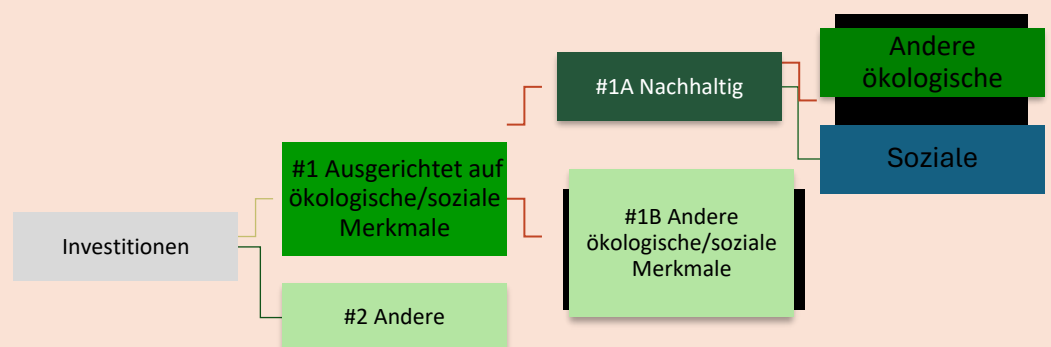 Investitionen
#1 Ausgerichtet auf
ökologische/soziale
Merkmale
#2 Andere
#1A Nachhaltig
#1B Andere
ökologische/soziale
Merkmale
Andere
ökologische
Soziale